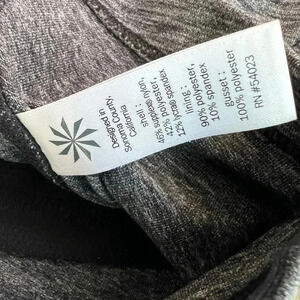 Designed in
Sonoma County,
California
shell:
46% supplex nylon,
42% polyester,
12% lycra® spandex
lining:
90% polyester,
10% spandex
gusset:
100% polyester
RN #54023